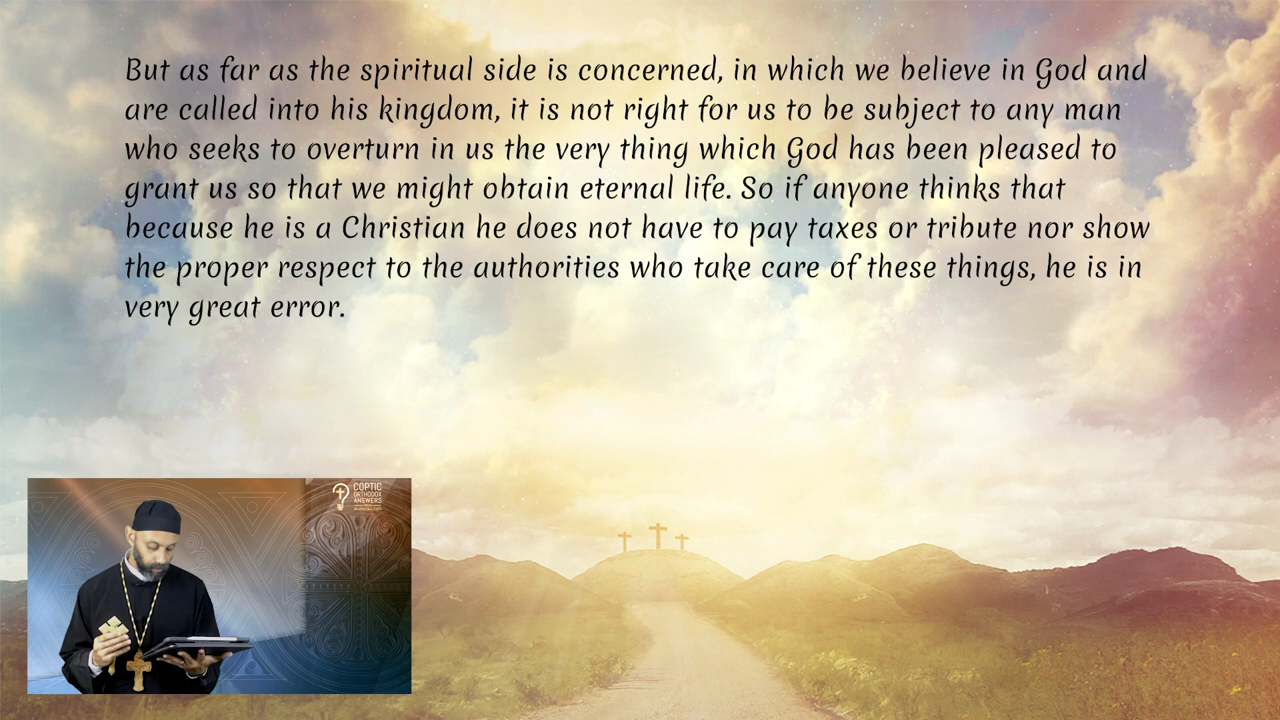 But as far as the spiritual side is concerned, in which we believe in God and
are called into his kingdom, it is not right for us to be subject to any man
who seeks to overturn in us the very thing which God has been pleased to
grant us so that we might obtain eternal life. So if anyone thinks that
because he is a Christian he does not have to pay taxes or tribute nor show
the proper respect to the authorities who take care of these things, he is in
very great error.
COPTIC
ORTHODOX
ANSWERS